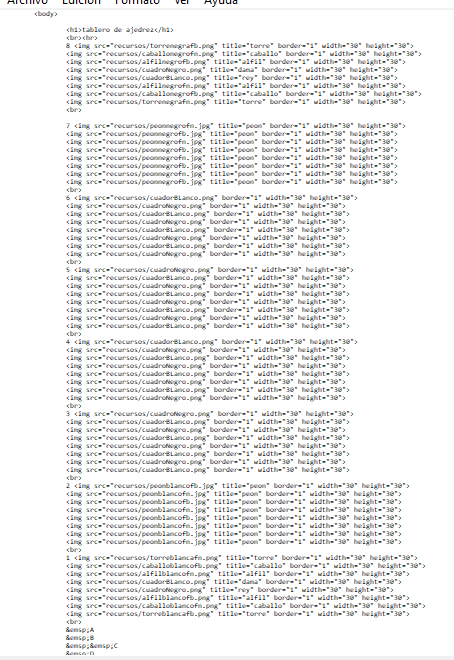 Archivo Edición Formato Ver Ayuda
<body>
<h1>tablero de ajedrez</h1>
<br><hr>
8 <img src="recursos/torrenegrafb.png" title="torre" border="1" width="30" height="30">
<img src="recursos/caballonegrofn.png" title="caballo" border="1" width="30" height="30">
<img src="recursos/alfilnegrofb.png" title="alfil" border="1" width="30" height="30">
<img src="recursos/cuadroNegro.png" title="dama" border="1" width="30" height="30">
<img src="recursos/cuadorBLanco.png" title="rey" border="1" width="30" height="30">
<img src="recursos/alfilnegrofn.png" title="alfil" border="1" width="30" height="30">
<img src="recursos/caballonegrofb.png" title="caballo" border="1" width="30" height="30">
<img src="recursos/torrenegrafn.png" title="torre" border="1" width="30" height="30">
<br>
7 <img src="recursos/peonnegrofn.jpg" title="peon" border="1" width="30" height="30">
<img src="recursos/peonnegrofb.jpg" title="peon" border="1" width="30" height="30">
<img src="recursos/peonnegrofn.jpg" title="peon" border="1" width="30" height="30">
<img src="recursos/peonnegrofb.jpg" title="peon" border="1" width="30" height="30">
<img src="recursos/peonnegrofn.jpg" title="peon" border="1" width="30" height="30">
<img src="recursos/peonnegrofb.jpg" title="peon" border="1" width="30" height="30">
<img src="recursos/peonnegrofn.jpg" title="peon" border="1" width="30" height="30">
<img src="recursos/peonnegrofb.jpg" title="peon" border="1" width="30" height="30">
<br>
6 <img src="recursos/cuadorBLanco.png" border="1" width="30" height="30">
<img src="recursos/cuadroNegro.png" border="1" width="30" height="30">
<img src="recursos/cuadorBLanco.png" border="1" width="30" height="30">
<img src="recursos/cuadroNegro.png" border="1" width="30" height="30">
<img src="recursos/cuadorBLanco.png" border="1" width="30" height="30">
<img src="recursos/cuadroNegro.png" border="1" width="30" height="30">
<img src="recursos/cuadorBLanco.png" border="1" width="30" height="30">
<img src="recursos/cuadroNegro.png" border="1" width="30" height="30">
<br>
5 <img src="recursos/cuadroNegro.png" border="1" width="30" height="30">
<img src="recursos/cuadorBLanco.png" border="1" width="30" height="30">
<img src="recursos/cuadroNegro.png" border="1" width="30" height="30">
<img src="recursos/cuadorBLanco.png" border="1" width="30" height="30">
<img src="recursos/cuadroNegro.png" border="1" width="30" height="30">
<img src="recursos/cuadorBLanco.png" border="1" width="30" height="30">
<img src="recursos/cuadroNegro.png" border="1" width="30" height="30">
<img src="recursos/cuadorBLanco.png" border="1" width="30" height="30">
<br>
4 <img src="recursos/cuadorBLanco.png" border="1" width="30" height="30">
<img src="recursos/cuadroNegro.png" border="1" width="30" height="30">
<img src="recursos/cuadorBLanco.png" border="1" width="30" height="30">
<img src="recursos/cuadroNegro.png" border="1" width="30" height="30">
<img src="recursos/cuadorBLanco.png" border="1" width="30" height="30">
<img src="recursos/cuadroNegro.png" border="1" width="30" height="30">
<img src="recursos/cuadorBLanco.png" border="1" width="30" height="30">
<img src="recursos/cuadroNegro.png" border="1" width="30" height="30">
<br>
3 <img src="recursos/cuadroNegro.png" border="1" width="30" height="30">
<img src="recursos/cuadorBLanco.png" border="1" width="30" height="30">
<img src="recursos/cuadroNegro.png" border="1" width="30" height="30">
<img src="recursos/cuadorBLanco.png" border="1" width="30" height="30">
<img src="recursos/cuadroNegro.png" border="1" width="30" height="30">
<img src="recursos/cuadorBLanco.png" border="1" width="30" height="30">
<img src="recursos/cuadroNegro.png" border="1" width="30" height="30">
<img src="recursos/cuadorBLanco.png" border="1" width="30" height="30">
<br>
2 <img src="recursos/peonblancofb.jpg" title="peon" border="1" width="30" height="30">
<img src="recursos/peonblancofn.jpg" title="peon" border="1" width="30" height="30">
<img src="recursos/peonblancofb.jpg" title="peon" border="1" width="30" height="30">
<img src="recursos/peonblancofn.jpg" title="peon" border="1" width="30" height="30">
<img src="recursos/peonblancofb.jpg" title="peon" border="1" width="30" height="30">
<img src="recursos/peonblancofn.jpg" title="peon" border="1" width="30" height="30">
<img src="recursos/peonblancofb.jpg" title="peon" border="1" width="30" height="30">
<img src="recursos/peonblancofn.jpg" title="peon" border="1" width="30" height="30">
<br>
1 <img src="recursos/torreblancafn.png" title="torre" border="1" width="30" height="30">
<img src="recursos/caballoblancofb.png" title="caballo" border="1" width="30" height="30">
<img src="recursos/alfilblancofn.png" title="alfil" border="1" width="30" height="30">
<img src="recursos/cuadorBLanco.png" title="dama" border="1" width="30" height="30">
<img src="recursos/cuadroNegro.png" title="rey" border="1" width="30" height="30">
<img src="recursos/alfilblancofb.png" title="alfil" border="1" width="30" height="30">
<img src="recursos/caballoblancofn.png" title="caballo" border="1" width="30" height="30">
<img src="recursos/torreblancafb.png" title="torre" border="1" width="30" height="30">
<br>
&emsp;A
&emsp;B
&emsp;&emsp;C
&emsp;D